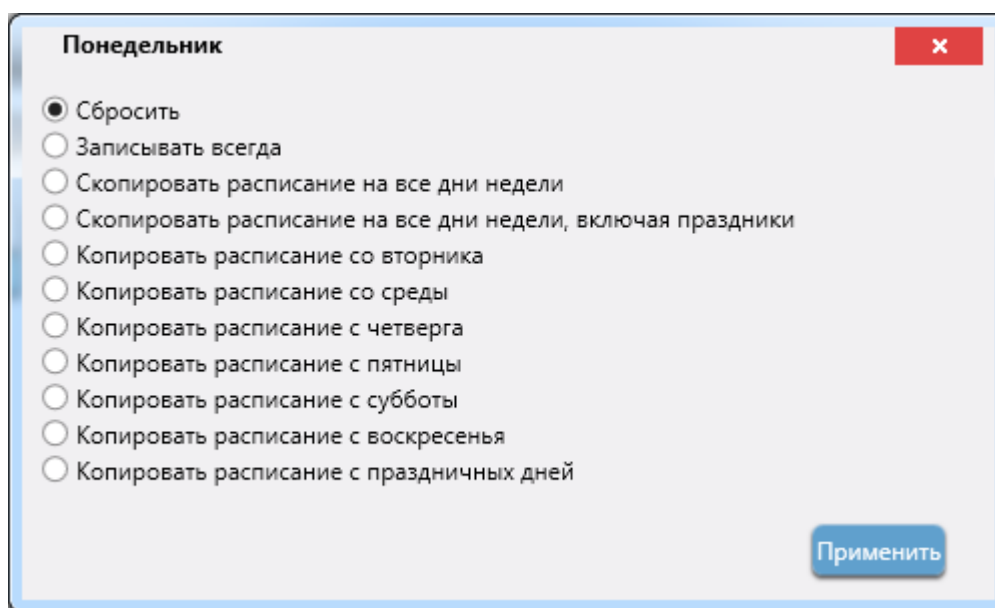 Понедельник
Сбросить
Записывать всегда
Скопировать расписание на все дни недели
Скопировать расписание на все дни недели, включая праздники
Копировать расписание со вторника
Копировать расписание со среды
Копировать расписание с четверга
Копировать расписание с пятницы
Копировать расписание с субботы
Копировать расписание с воскресенья
Копировать расписание с праздничных дней
Применить